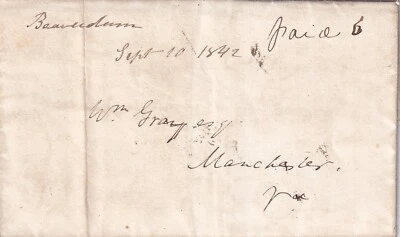 Beaverdam
paid 6
Sept 10 1842
Wm Gray esq
Manchester,
Va